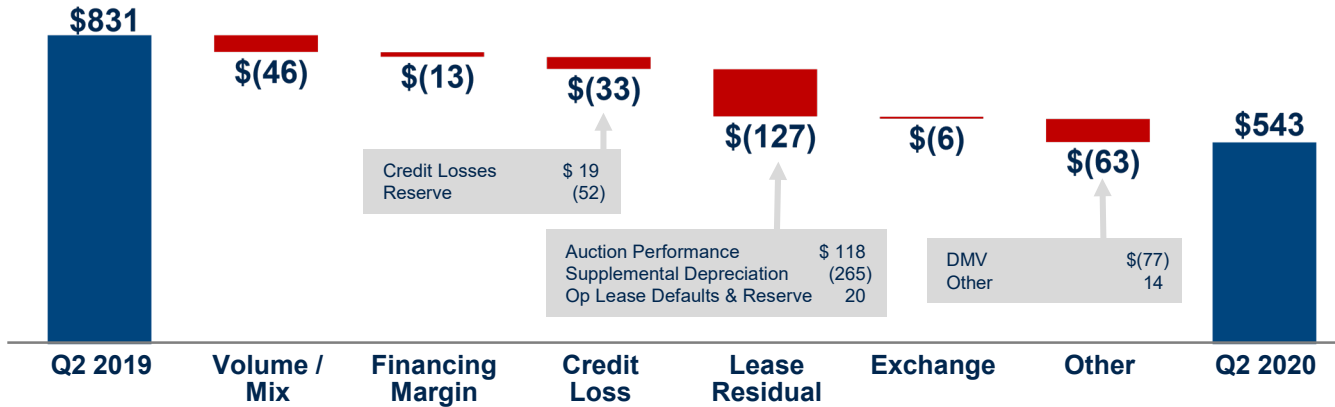 $831
$(46)
$(13)
$(33)
$(127)
$(6)
$(63)
$543
Credit Losses $ 19
Reserve (52)
Auction Performance $ 118
Supplemental Depreciation (265)
Op Lease Defaults & Reserve 20
DMV $(77)
Other 14
Q2 2019
Volume /
Mix
Financing
Margin
Credit
Loss
Lease
Residual
Exchange
Other
Q2 2020